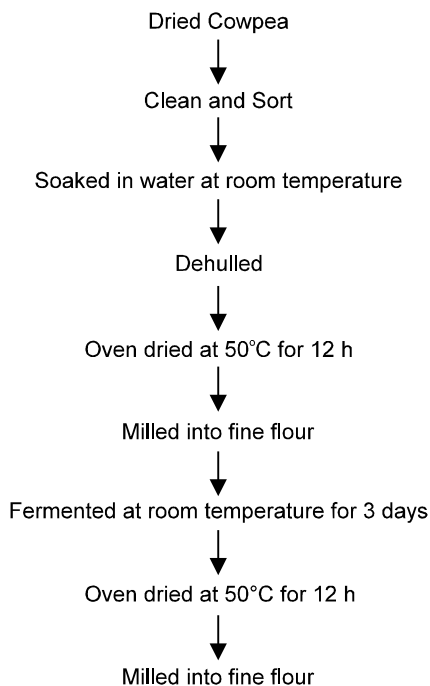 Dried Cowpea
Clean and Sort
Soaked in water at room temperature
Dehulled
Oven dried at 50°C for 12 h
Milled into fine flour
Fermented at room temperature for 3 days
Oven dried at 50°C for 12 h
Milled into fine flour